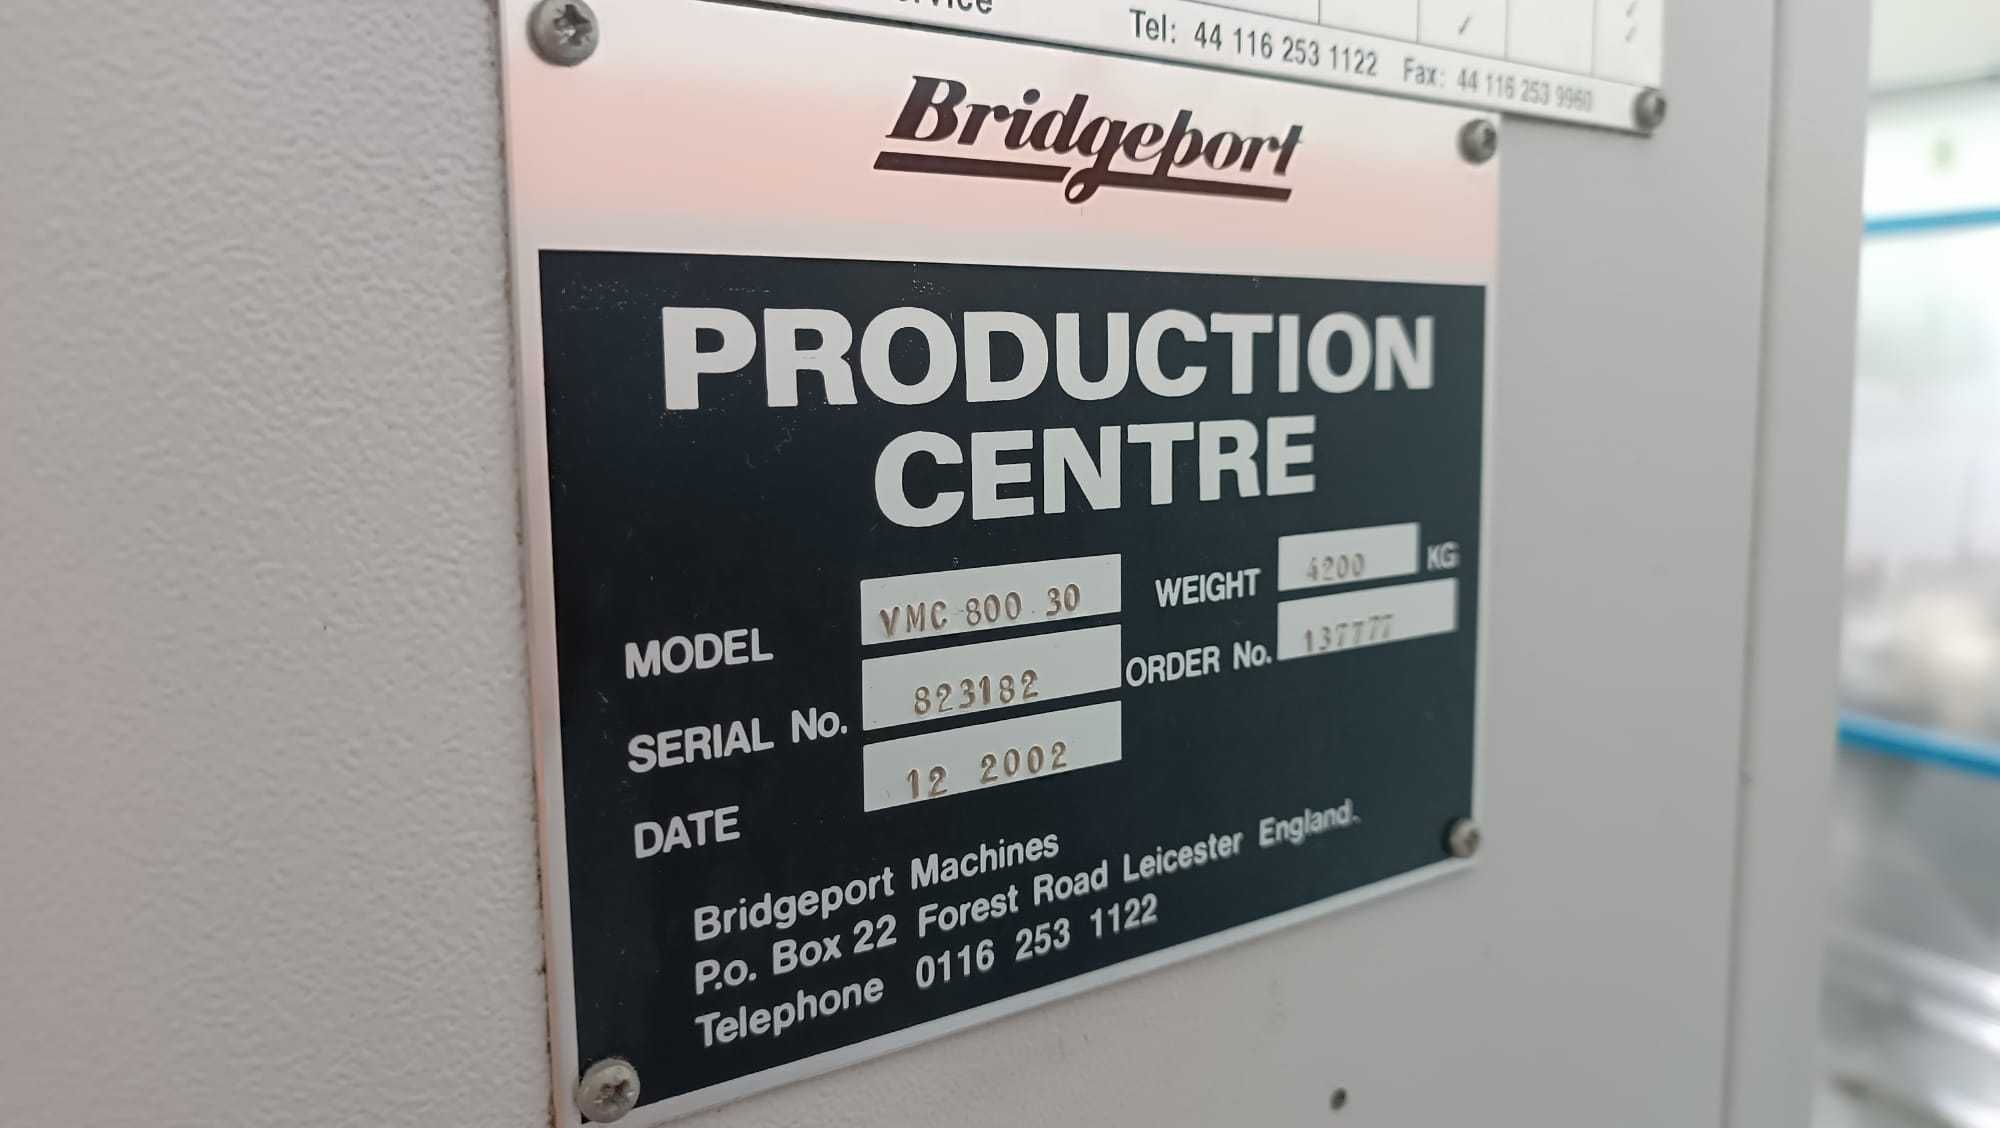 Tel: 44 116 253 1122 Fax: 44 116 253 9960
Bridgeport
PRODUCTION
CENTRE
MODEL VMC 800 30 WEIGHT 4200 KG
SERIAL No. 823182 ORDER No. 137777
DATE 12 2002
Bridgeport Machines
P.o. Box 22 Forest Road Leicester England.
Telephone 0116 253 1122